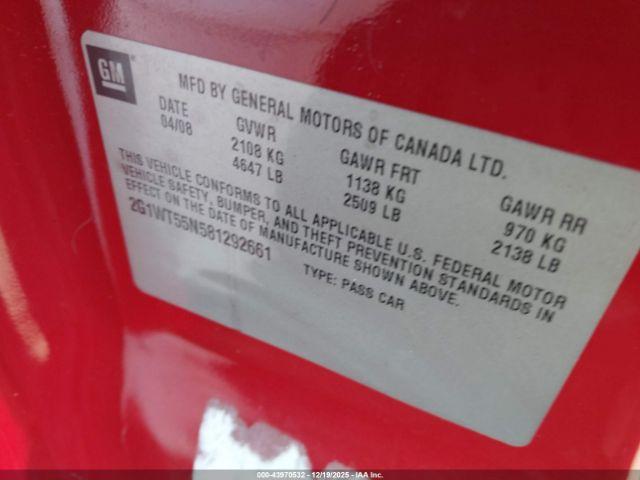 GM
MFD BY GENERAL MOTORS OF CANADA LTD.
DATE GVWR GAWR FRT GAWR RR
04/08 2108 KG 1138 KG 970 KG
4647 LB 2509 LB 2138 LB
THIS VEHICLE CONFORMS TO ALL APPLICABLE U.S. FEDERAL MOTOR
VEHICLE SAFETY, BUMPER, AND THEFT PREVENTION STANDARDS IN
EFFECT ON THE DATE OF MANUFACTURE SHOWN ABOVE.
2G1WT55N581292661 TYPE: PASS CAR
000-43970532 - 12/19/2025 - IAAI, Inc.